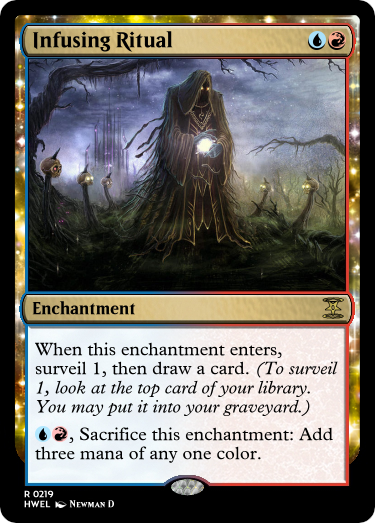 Infusing Ritual
Enchantment
When this enchantment enters,
surveil 1, then draw a card. (To surveil
1, look at the top card of your library.
You may put it into your graveyard.)
, Sacrifice this enchantment: Add
three mana of any one color.
R 0219
HWEL Newman D